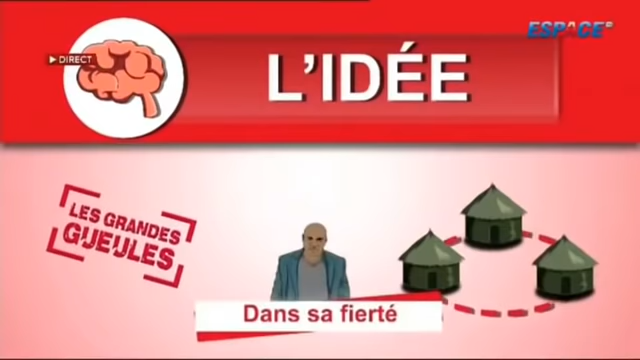 DIRECT
ESPACE
L'IDÉE
LES GRANDES
GUEULES
Dans sa fierté